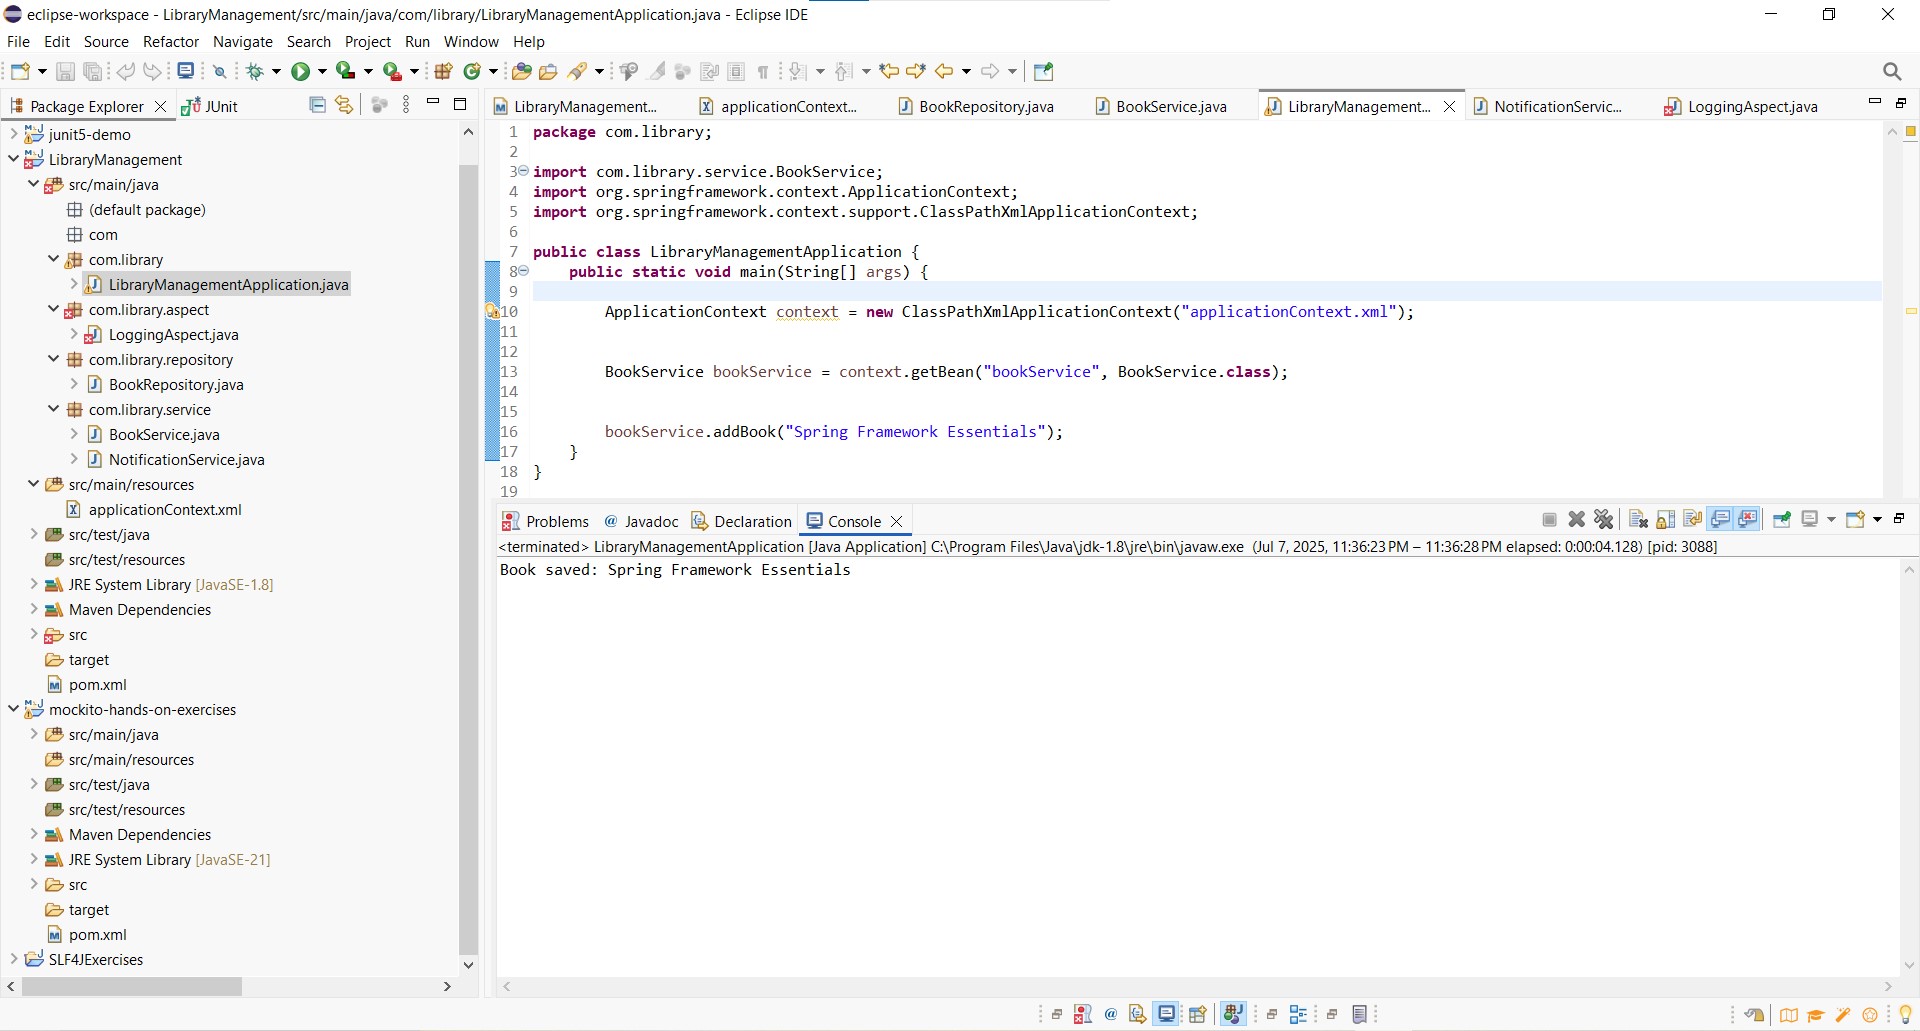 eclipse-workspace - LibraryManagement/src/main/java/com/library/LibraryManagementApplication.java - Eclipse IDE
File Edit Source Refactor Navigate Search Project Run Window Help
Package Explorer JUnit
junit5-demo
LibraryManagement
src/main/java
(default package)
com
com.library
LibraryManagementApplication.java
com.library.aspect
LoggingAspect.java
com.library.repository
BookRepository.java
com.library.service
BookService.java
NotificationService.java
src/main/resources
applicationContext.xml
src/test/java
src/test/resources
JRE System Library [JavaSE-1.8]
Maven Dependencies
src
target
pom.xml
mockito-hands-on-exercises
src/main/java
src/main/resources
src/test/java
src/test/resources
Maven Dependencies
JRE System Library [JavaSE-21]
src
target
pom.xml
SLF4JExercises
LibraryManagement... applicationContext... BookRepository.java BookService.java LibraryManagement... NotificationServic... LoggingAspect.java
1 package com.library;
2
3 import com.library.service.BookService;
4 import org.springframework.context.ApplicationContext;
5 import org.springframework.context.support.ClassPathXmlApplicationContext;
6
7 public class LibraryManagementApplication {
8 public static void main(String[] args) {
9
10 ApplicationContext context = new ClassPathXmlApplicationContext("applicationContext.xml");
11
12
13 BookService bookService = context.getBean("bookService", BookService.class);
14
15
16 bookService.addBook("Spring Framework Essentials");
17 }
18 }
19
Problems @ Javadoc Declaration Console
<terminated> LibraryManagementApplication [Java Application] C:\Program Files\Java\jdk-1.8\jre\bin\javaw.exe (Jul 7, 2025, 11:36:23 PM – 11:36:28 PM elapsed: 0:00:04.128) [pid: 3088]
Book saved: Spring Framework Essentials